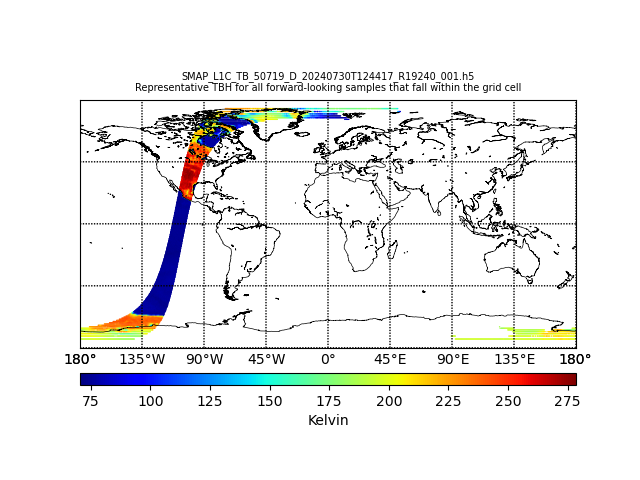 SMAP_L1C_TB_50719_D_20240730T124417_R19240_001.h5
Representative TBH for all forward-looking samples that fall within the grid cell
180° 135°W 90°W 45°W 0° 45°E 90°E 135°E 180°
75 100 125 150 175 200 225 250 275
Kelvin